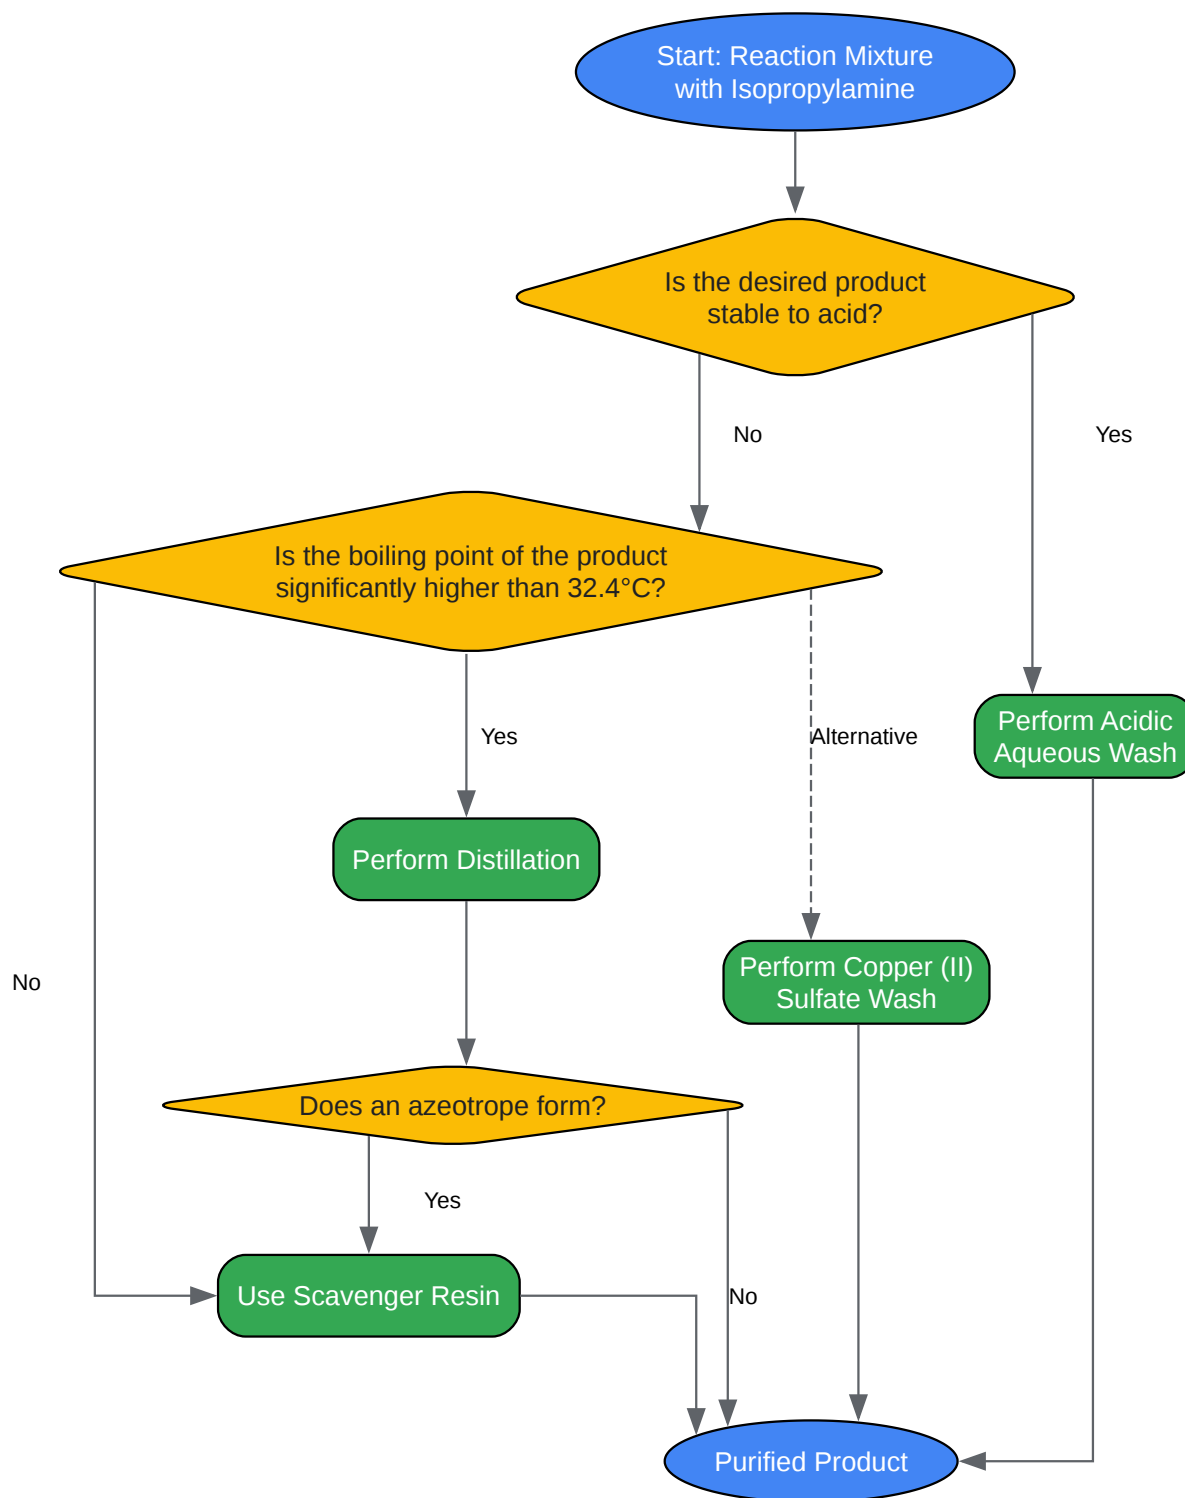 Start: Reaction Mixture
with Isopropylamine
Is the desired product
stable to acid?
No
Yes
Is the boiling point of the product
significantly higher than 32.4°C?
Perform Acidic
Aqueous Wash
Yes
Alternative
Perform Distillation
No
Perform Copper (II)
Sulfate Wash
Does an azeotrope form?
Yes
Use Scavenger Resin
No
Purified Product